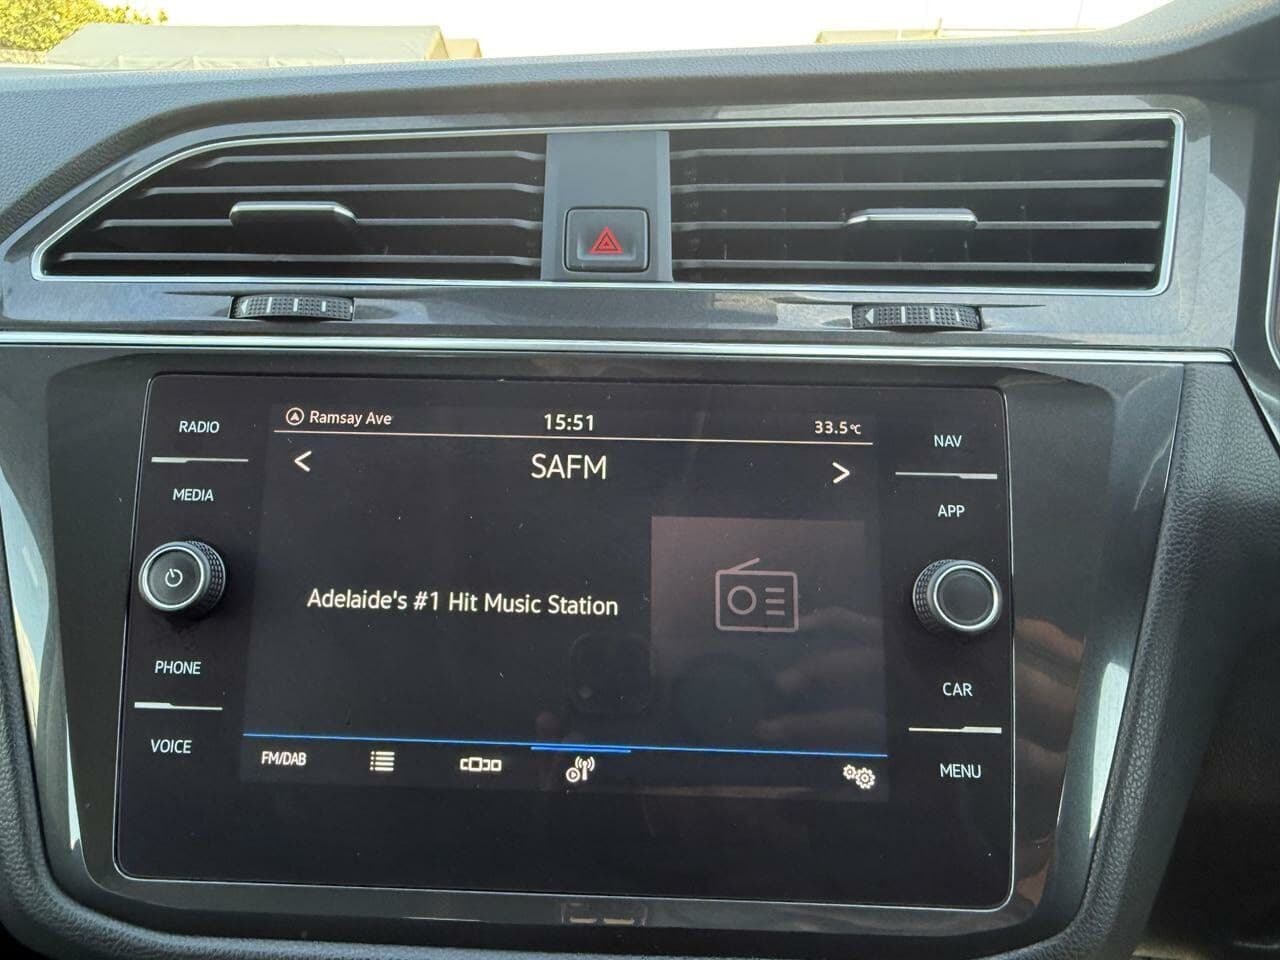 RADIO
MEDIA
PHONE
VOICE
Ramsay Ave 15:51 33.5°C
< SAFM >
Adelaide's #1 Hit Music Station
FM/DAB
NAV
APP
CAR
MENU